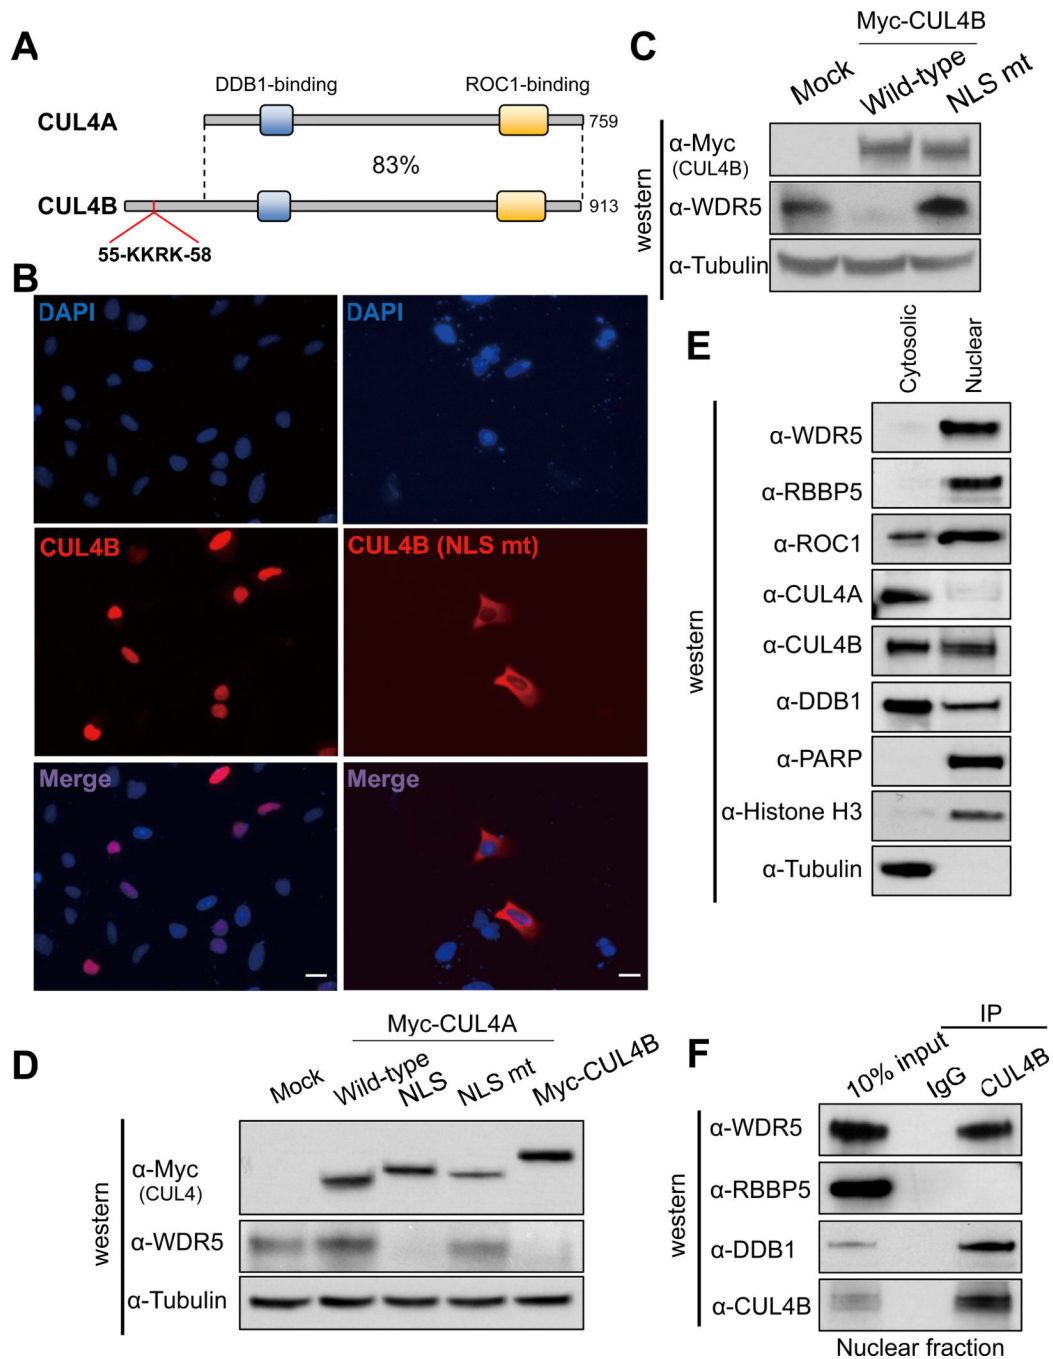 A
DDB1-binding
ROC1-binding
CUL4A
759
83%
CUL4B
913
55-KKRK-58
B
DAPI
DAPI
CUL4B
CUL4B (NLS mt)
Merge
Merge
C
Myc-CUL4B
Mock
Wild-type
NLS mt
western
α-Myc
(CUL4B)
α-WDR5
α-Tubulin
D
Myc-CUL4A
Mock
Wild-type
NLS
NLS mt
Myc-CUL4B
western
α-Myc
(CUL4)
α-WDR5
α-Tubulin
E
Cytosolic
Nuclear
western
α-WDR5
α-RBBP5
α-ROC1
α-CUL4A
α-CUL4B
α-DDB1
α-PARP
α-Histone H3
α-Tubulin
F
IP
10% input
IgG
CUL4B
western
α-WDR5
α-RBBP5
α-DDB1
α-CUL4B
Nuclear fraction